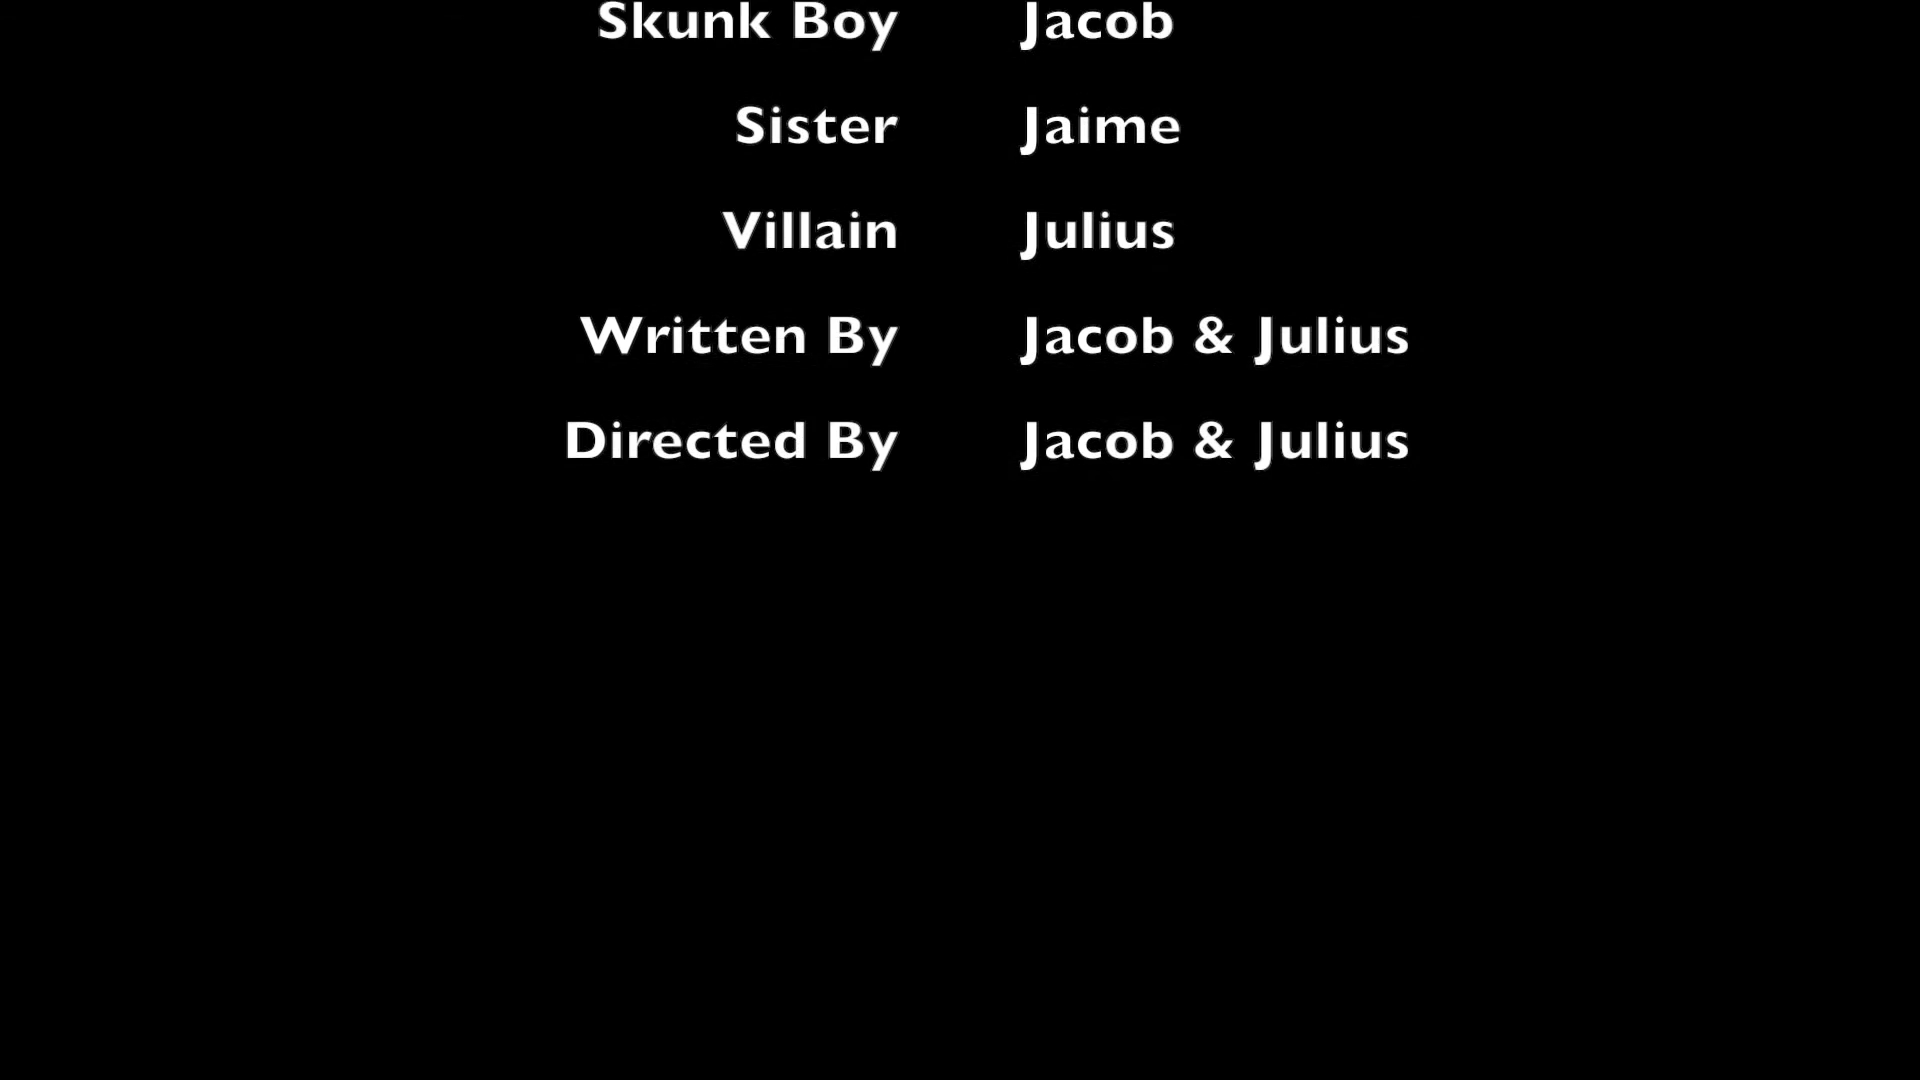 Skunk Boy Jacob
Sister Jaime
Villain Julius
Written By Jacob & Julius
Directed By Jacob & Julius